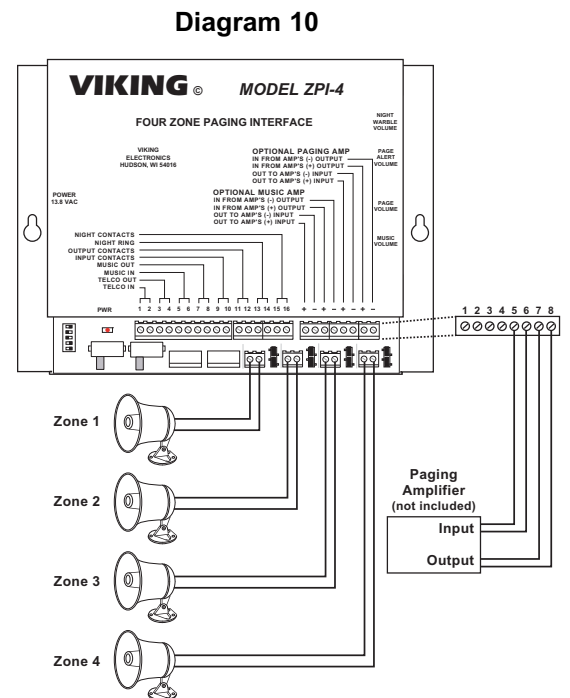 Diagram 10
VIKING © MODEL ZPI-4
FOUR ZONE PAGING INTERFACE
VIKING
ELECTRONICS
HUDSON, WI 54016
NIGHT
WARBLE
VOLUME
PAGE
ALERT
VOLUME
PAGE
VOLUME
MUSIC
VOLUME
OPTIONAL PAGING AMP
IN FROM AMP'S (-) OUTPUT
IN FROM AMP'S (+) OUTPUT
OUT TO AMP'S (-) INPUT
OUT TO AMP'S (+) INPUT
OPTIONAL MUSIC AMP
IN FROM AMP'S (-) OUTPUT
IN FROM AMP'S (+) OUTPUT
OUT TO AMP'S (-) INPUT
OUT TO AMP'S (+) INPUT
POWER
13.8 VAC
NIGHT CONTACTS
NIGHT RING
OUTPUT CONTACTS
INPUT CONTACTS
MUSIC OUT
MUSIC IN
TELCO OUT
TELCO IN
PWR 1 2 3 4 5 6 7 8 9 10 11 12 13 14 15 16 + - + - + - + -
1 2 3 4 5 6 7 8
Zone 1
Zone 2
Zone 3
Zone 4
Paging
Amplifier
(not included)
Input
Output